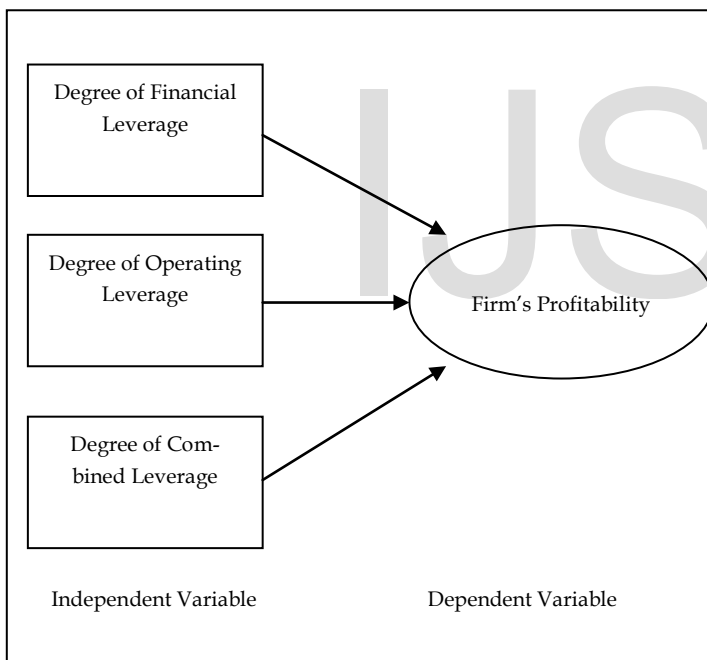 Degree of Financial
Leverage
IJS
Degree of Operating
Leverage
Firm's Profitability
Degree of Com-
bined Leverage
Independent Variable Dependent Variable